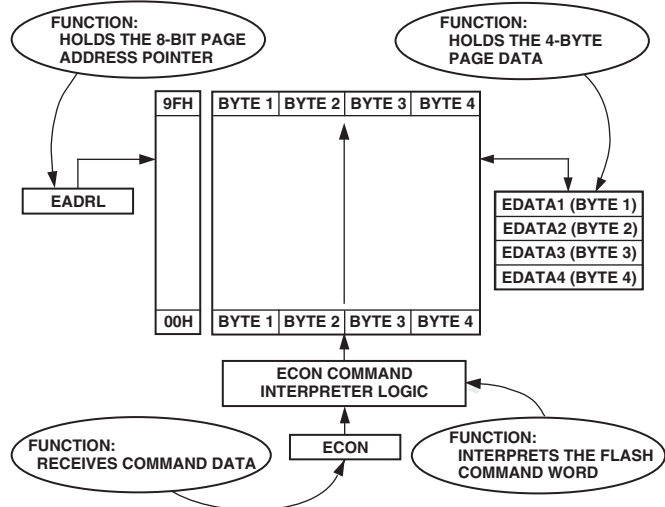 FUNCTION:
HOLDS THE 8-BIT PAGE
ADDRESS POINTER
FUNCTION:
HOLDS THE 4-BYTE
PAGE DATA
9FH
BYTE 1 BYTE 2 BYTE 3 BYTE 4
EADRL
EDATA1 (BYTE 1)
EDATA2 (BYTE 2)
EDATA3 (BYTE 3)
EDATA4 (BYTE 4)
00H
BYTE 1 BYTE 2 BYTE 3 BYTE 4
ECON COMMAND
INTERPRETER LOGIC
FUNCTION:
RECEIVES COMMAND DATA
ECON
FUNCTION:
INTERPRETS THE FLASH
COMMAND WORD